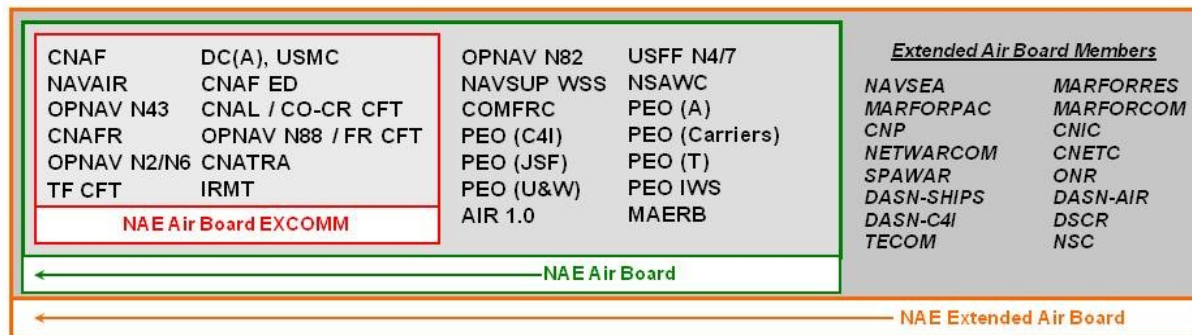 CNAF DC(A), USMC
NAVAIR CNAF ED
OPNAV N43 CNAL / CO-CR CFT
CNAFR OPNAV N88 / FR CFT
OPNAV N2/N6 CNATRA
TF CFT IRMT
NAE Air Board EXCOMM
OPNAV N82 USFF N4/7
NAVSUP WSS NSAWC
COMFRC PEO (A)
PEO (C4I) PEO (Carriers)
PEO (JSF) PEO (T)
PEO (U&W) PEO IWS
AIR 1.0 MAERB
NAE Air Board
Extended Air Board Members
NAVSEA MARFORRES
MARFORPAC MARFORCOM
CNP CNIC
NETWARCOM CNETC
SPAWAR ONR
DASN-SHIPS DASN-AIR
DASN-C4I DSCR
TECOM NSC
NAE Extended Air Board